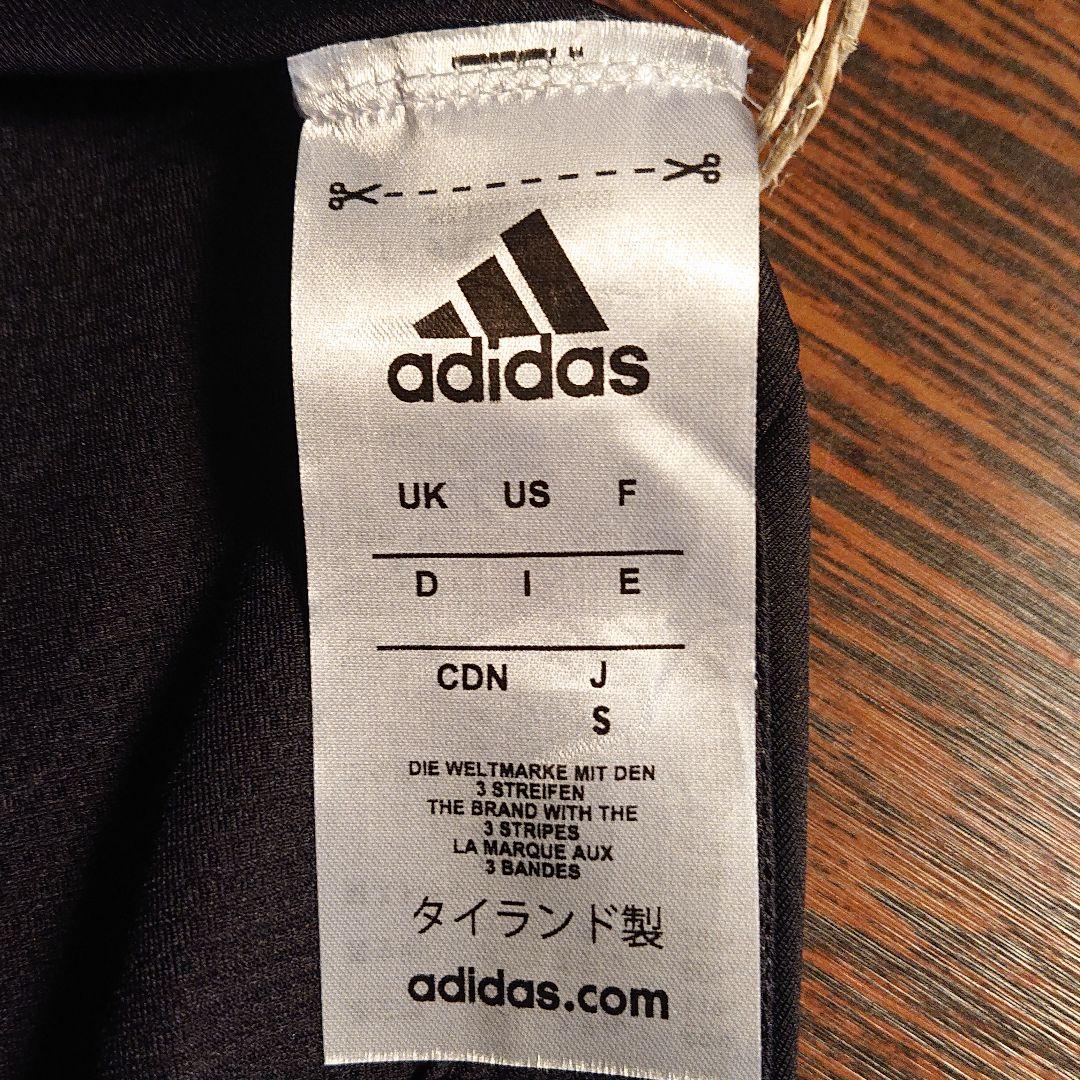 adidas
UK US F
D I E
CDN J
S
DIE WELTMARKE MIT DEN
3 STREIFEN
THE BRAND WITH THE
3 STRIPES
LA MARQUE AUX
3 BANDES
タイランド製
adidas.com